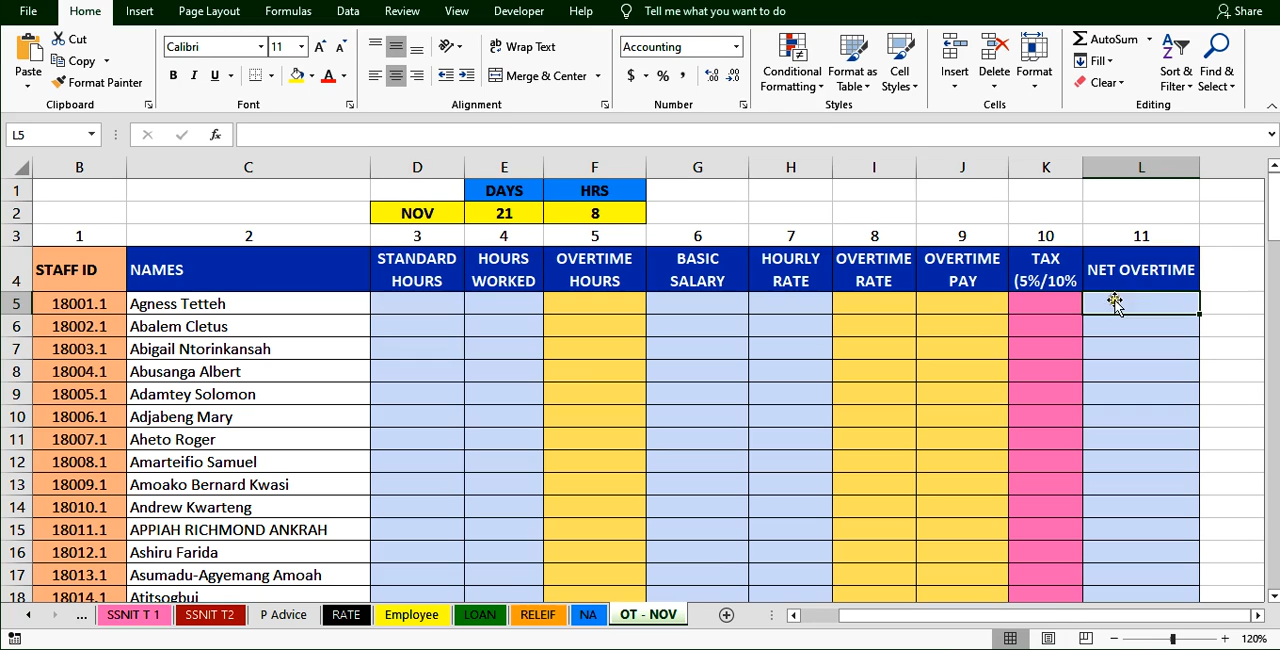 File Home Insert Page Layout Formulas Data Review View Developer Help Tell me what you want to do Share
Paste Cut Copy Format Painter Clipboard
Calibri 11 A A B I U A Font
Wrap Text Merge & Center Alignment
Accounting $ % , Number
Conditional Formatting Format as Table Cell Styles Styles
Insert Delete Format Cells
AutoSum Fill Clear Sort & Filter Find & Select Editing
L5 fx
B C D E F G H I J K L
1 DAYS HRS
2 NOV 21 8
3 1 2 3 4 5 6 7 8 9 10 11
4 STAFF ID NAMES STANDARD HOURS HOURS WORKED OVERTIME HOURS BASIC SALARY HOURLY RATE OVERTIME RATE OVERTIME PAY TAX (5%/10% NET OVERTIME
5 18001.1 Agness Tetteh
6 18002.1 Abalem Cletus
7 18003.1 Abigail Ntorinkansah
8 18004.1 Abusanga Albert
9 18005.1 Adamtey Solomon
10 18006.1 Adjabeng Mary
11 18007.1 Aheto Roger
12 18008.1 Amarteifio Samuel
13 18009.1 Amoako Bernard Kwasi
14 18010.1 Andrew Kwarteng
15 18011.1 APPIAH RICHMOND ANKRAH
16 18012.1 Ashiru Farida
17 18013.1 Asumadu-Agyemang Amoah
18 18014.1 Atitsogbui
... SSNIT T 1 SSNIT T2 P Advice RATE Employee LOAN RELEIF NA OT - NOV
120%